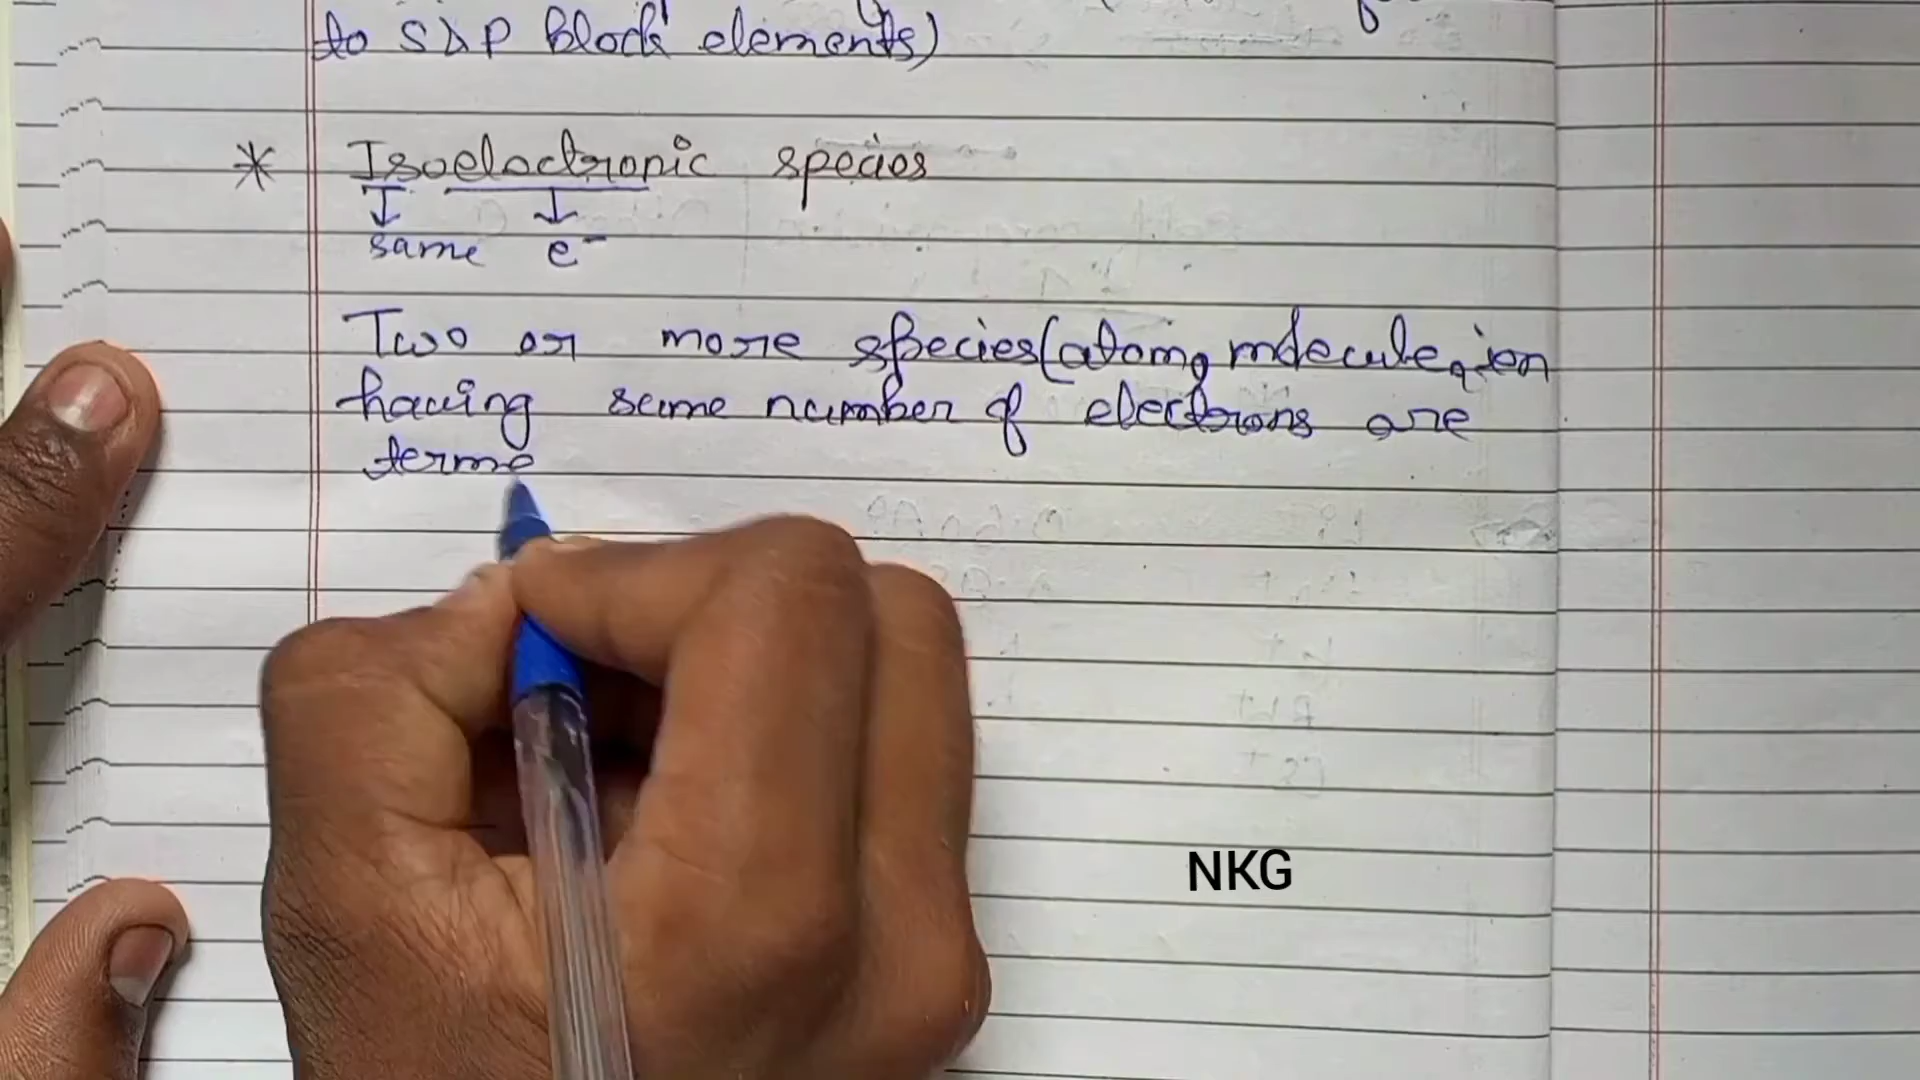 to S & P Block elements)
* Isoelectronic species
same e⁻
Two or more species(atom, molecule, ion
having same number of electrons are
terme
NKG